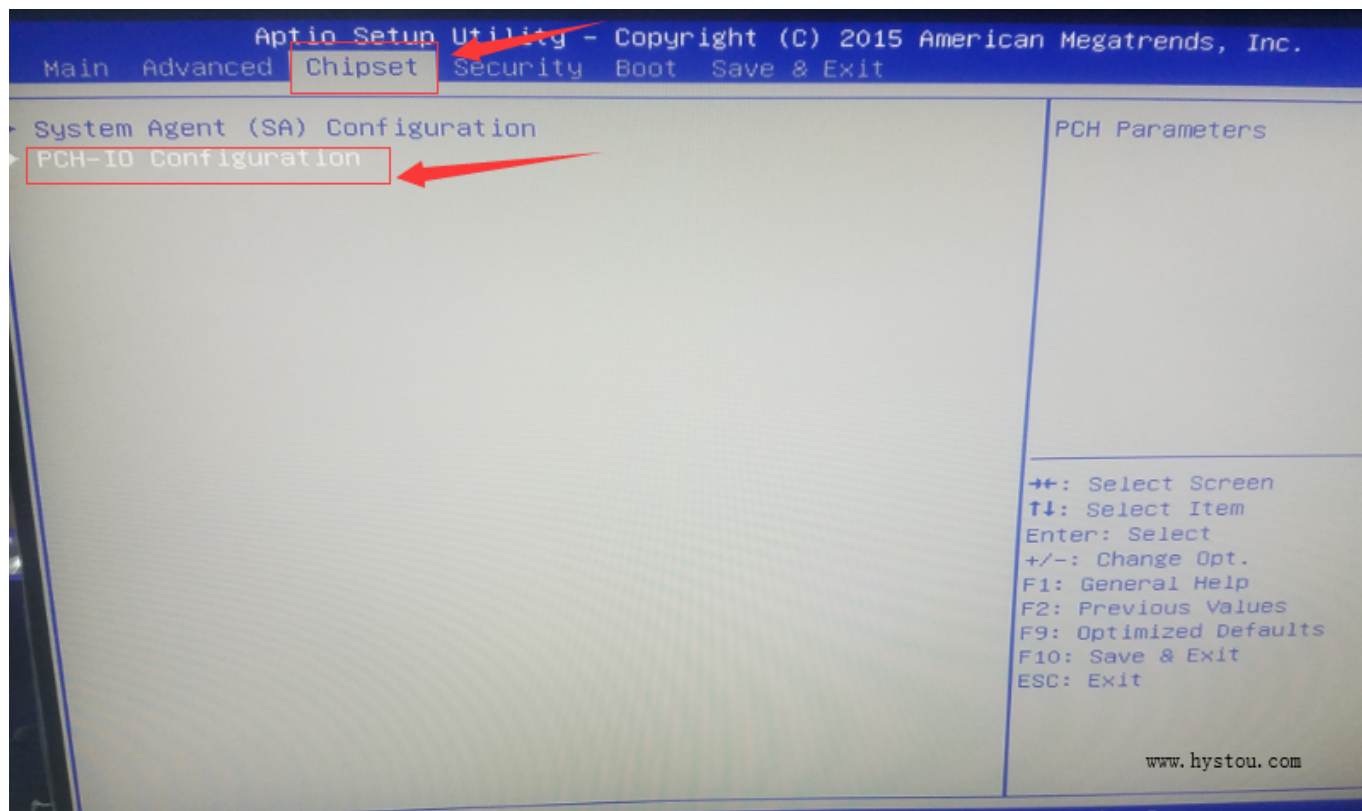 Aptio Setup Utility – Copyright (C) 2015 American Megatrends, Inc.
Main Advanced Chipset Security Boot Save & Exit
System Agent (SA) Configuration
PCH-IO Configuration
PCH Parameters
→←: Select Screen
↑↓: Select Item
Enter: Select
+/-: Change Opt.
F1: General Help
F2: Previous Values
F9: Optimized Defaults
F10: Save & Exit
ESC: Exit
www.hystou.com